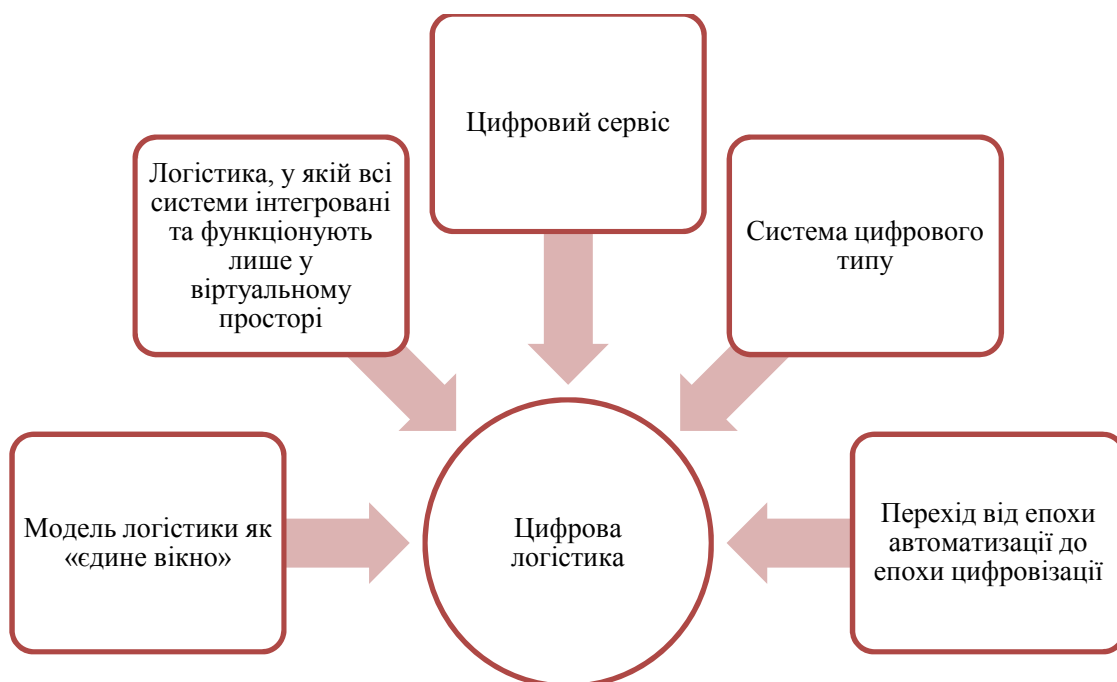 Цифровий сервіс
Логістика, у якій всі
системи інтегровані
та функціонують
лише у
віртуальному
просторі
Система цифрового
типу
Модель логістики як
«єдине вікно»
Цифрова
логістика
Перехід від епохи
автоматизації до
епохи цифровізації